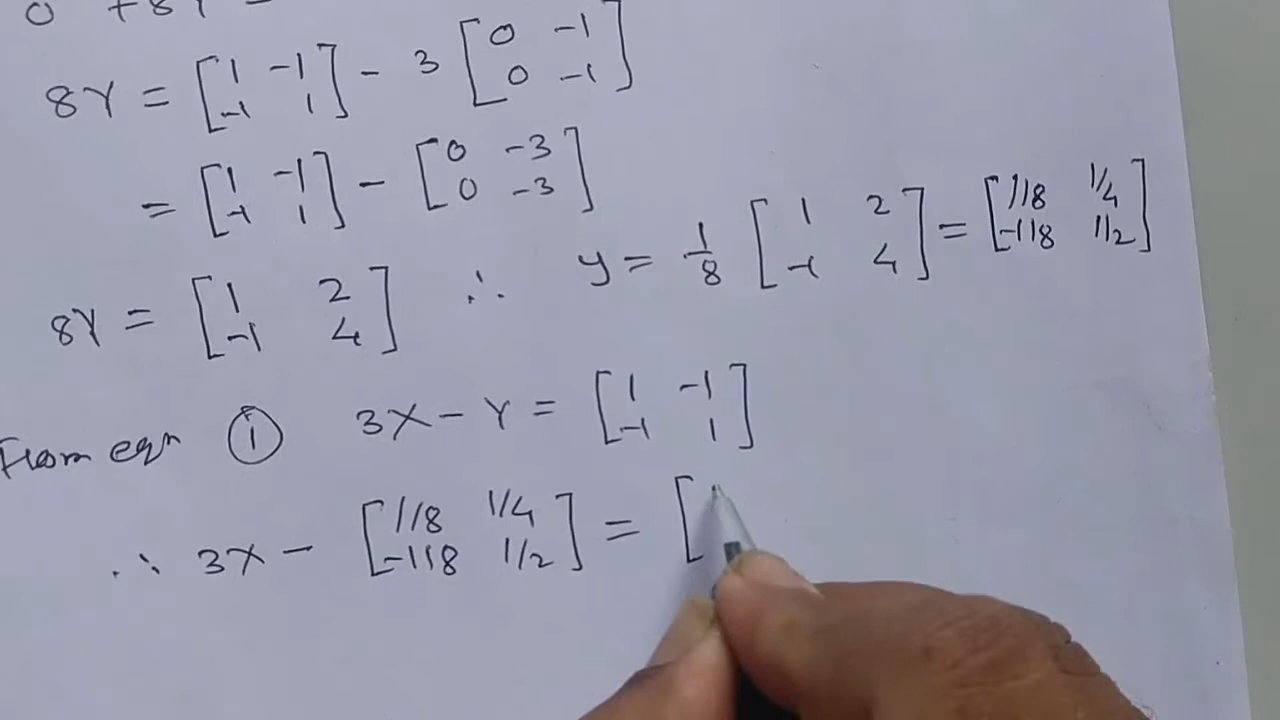 0 + 8Y =
8Y = [1 -1; -1 1] - 3 [0 -1; 0 -1]
= [1 -1; -1 1] - [0 -3; 0 -3]
8Y = [1 2; -1 4] ∴ y = 1/8 [1 2; -1 4] = [1/8 1/4; -1/8 1/2]
From eqn ① 3X - Y = [1 -1; -1 1]
∴ 3X - [1/8 1/4; -1/8 1/2] = [